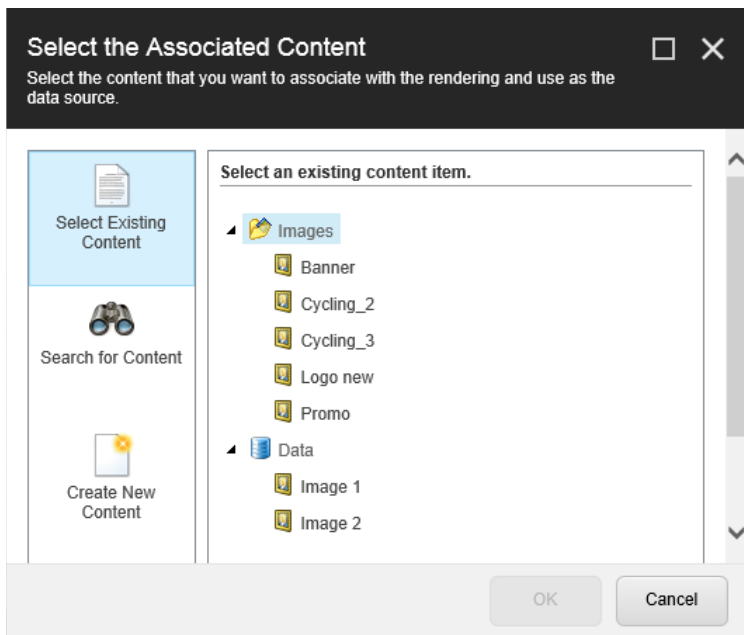 Select the Associated Content
Select the content that you want to associate with the rendering and use as the
data source.
Select Existing
Content
Search for Content
Create New
Content
Select an existing content item.
Images
Banner
Cycling_2
Cycling_3
Logo new
Promo
Data
Image 1
Image 2
OK
Cancel